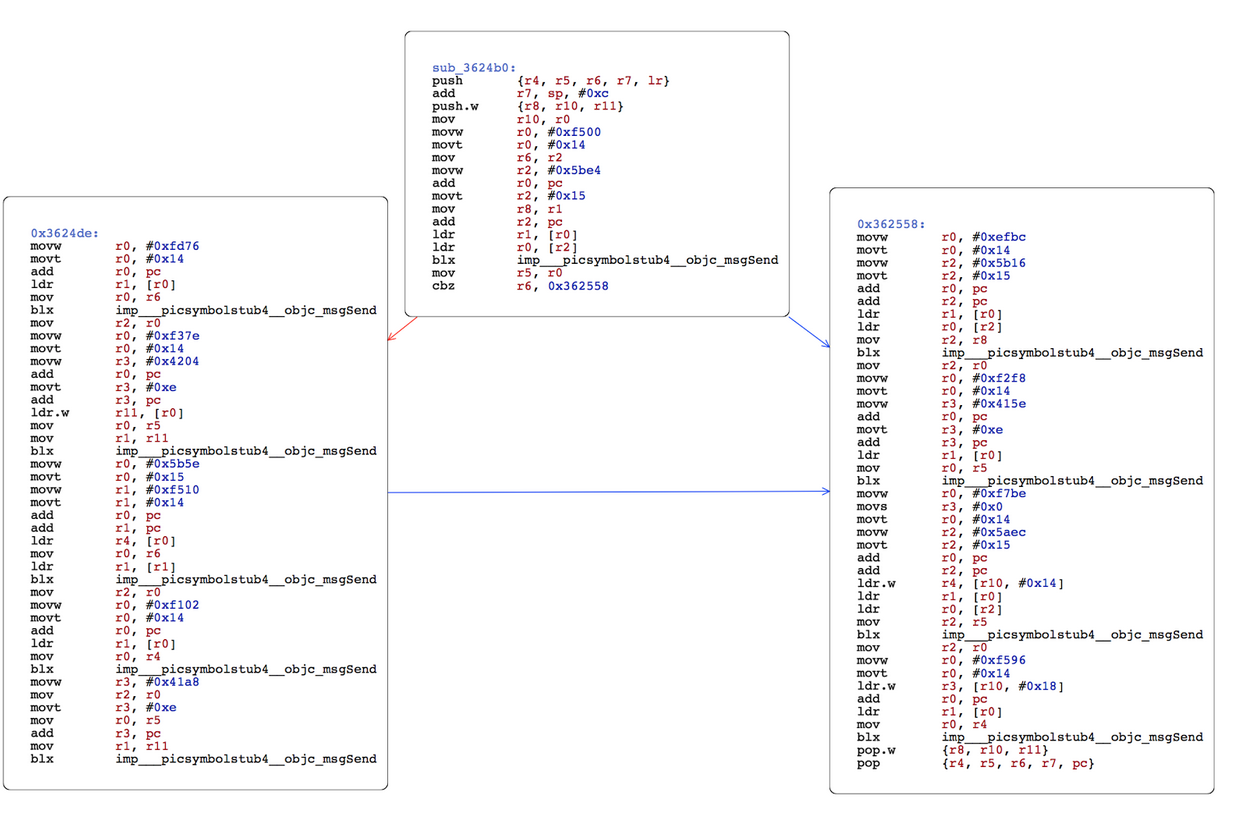 sub_3624b0:
push {r4, r5, r6, r7, lr}
add r7, sp, #0xc
push.w {r8, r10, r11}
mov r10, r0
movw r0, #0xf500
movt r0, #0x14
mov r6, r2
movw r2, #0x5be4
add r0, pc
movt r2, #0x15
mov r8, r1
add r2, pc
ldr r1, [r0]
ldr r0, [r2]
blx imp___picsymbolstub4__objc_msgSend
mov r5, r0
cbz r6, 0x362558
0x3624de:
movw r0, #0xfd76
movt r0, #0x14
add r0, pc
ldr r1, [r0]
mov r0, r6
blx imp___picsymbolstub4__objc_msgSend
mov r2, r0
movw r0, #0xf37e
movt r0, #0x14
movw r3, #0x4204
add r0, pc
movt r3, #0xe
add r3, pc
ldr.w r11, [r0]
mov r0, r5
mov r1, r11
blx imp___picsymbolstub4__objc_msgSend
movw r0, #0x5b5e
movt r0, #0x15
movw r1, #0xf510
movt r1, #0x14
add r0, pc
add r1, pc
ldr r4, [r0]
mov r0, r6
ldr r1, [r1]
blx imp___picsymbolstub4__objc_msgSend
mov r2, r0
movw r0, #0xf102
movt r0, #0x14
add r0, pc
ldr r1, [r0]
mov r0, r4
blx imp___picsymbolstub4__objc_msgSend
movw r3, #0x41a8
mov r2, r0
movt r3, #0xe
mov r0, r5
add r3, pc
mov r1, r11
blx imp___picsymbolstub4__objc_msgSend
0x362558:
movw r0, #0xefbc
movt r0, #0x14
movw r2, #0x5b16
movt r2, #0x15
add r0, pc
add r2, pc
ldr r1, [r0]
ldr r0, [r2]
mov r2, r8
blx imp___picsymbolstub4__objc_msgSend
mov r2, r0
movw r0, #0xf2f8
movt r0, #0x14
movw r3, #0x415e
add r0, pc
movt r3, #0xe
add r3, pc
ldr r1, [r0]
mov r0, r5
blx imp___picsymbolstub4__objc_msgSend
movw r0, #0xf7be
movs r3, #0x0
movt r0, #0x14
movw r2, #0x5aec
movt r2, #0x15
add r0, pc
add r2, pc
ldr.w r4, [r10, #0x14]
ldr r1, [r0]
ldr r0, [r2]
mov r2, r5
blx imp___picsymbolstub4__objc_msgSend
mov r2, r0
movw r0, #0xf596
movt r0, #0x14
ldr.w r3, [r10, #0x18]
add r0, pc
ldr r1, [r0]
mov r0, r4
blx imp___picsymbolstub4__objc_msgSend
pop.w {r8, r10, r11}
pop {r4, r5, r6, r7, pc}